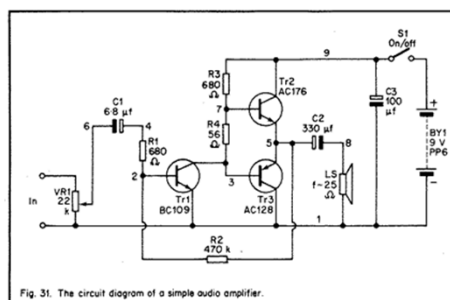 S1
On/off
9
R3
680
Ω
Tr2
AC176
C1
6·8 μf
7
C3
100
μf
C2
330 μf
6
4
R4
56
Ω
+
R1
680
Ω
5
8
BY1
9 V
PP6
2
3
In
VR1
22
k
Tr1
BC109
Tr3
AC128
LS
Ω
1
−
R2
470 k
Fig. 31. The circuit diagram of a simple audio amplifier.